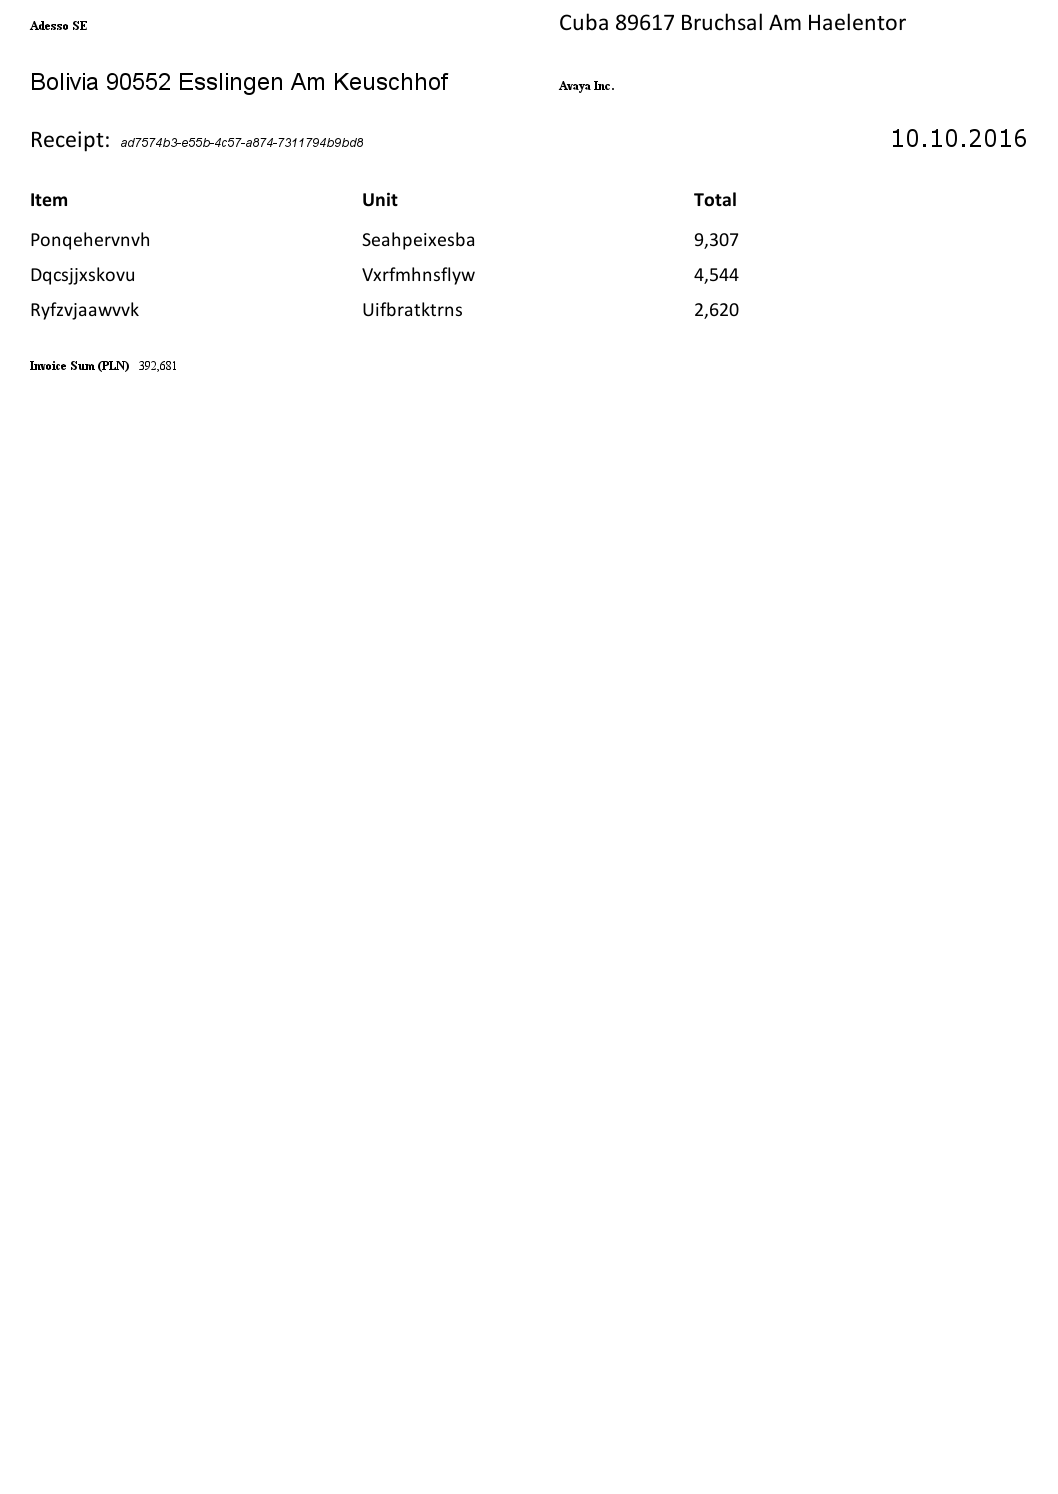 Adesso SE
Cuba 89617 Bruchsal Am Haelentor
Bolivia 90552 Esslingen Am Keuschhof
Avaya Inc.
Receipt: ad7574b3-e55b-4c57-a874-7311794b9bd8
10.10.2016
Item Unit Total
Ponqehervnvh Seahpeixesba 9,307
Dqcsjjxskovu Vxrfmhnsflyw 4,544
Ryfzvjaawvvk Uifbratktrns 2,620
Invoice Sum (PLN) 392,681